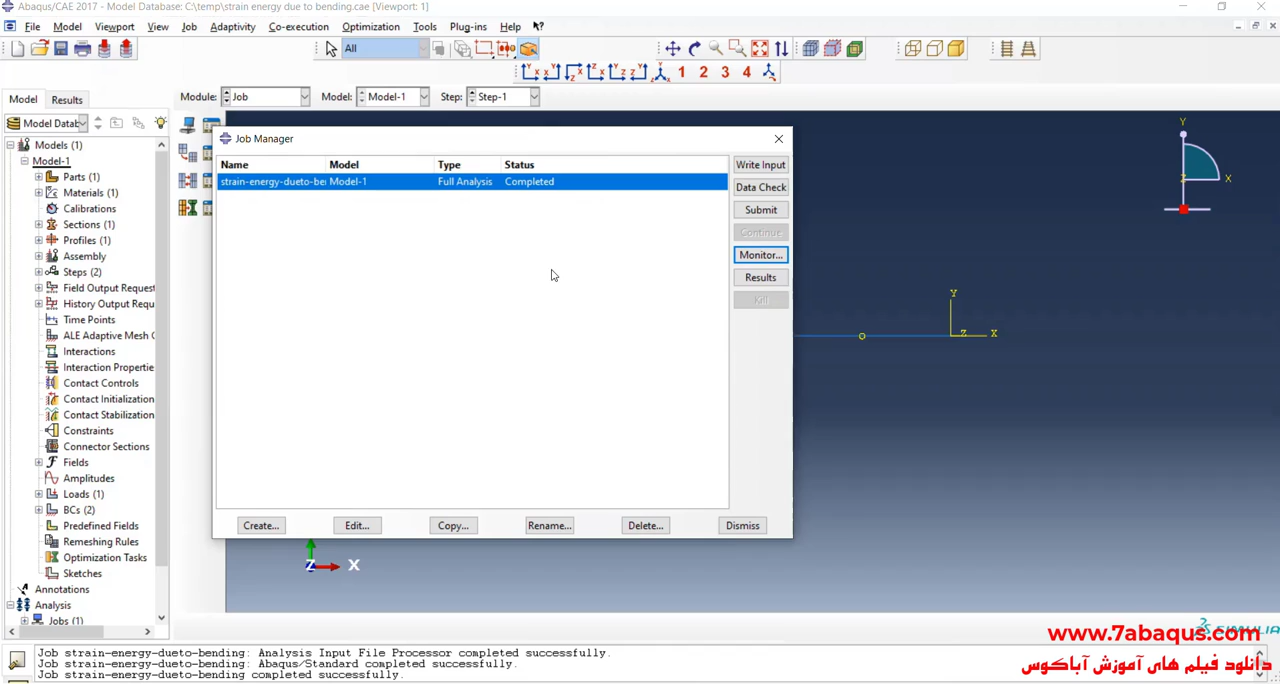 Abaqus/CAE 2017 - Model Database: C:\temp\strain energy due to bending.cae [Viewport: 1]
File Model Viewport View Job Adaptivity Co-execution Optimization Tools Plug-ins Help
All
1 2 3 4
Model Results
Module: Job Model: Model-1 Step: Step-1
Model Datab
Models (1)
Model-1
Parts (1)
Materials (1)
Calibrations
Sections (1)
Profiles (1)
Assembly
Steps (2)
Field Output Request
History Output Requ
Time Points
ALE Adaptive Mesh C
Interactions
Interaction Propertie
Contact Controls
Contact Initialization
Contact Stabilization
Constraints
Connector Sections
Fields
Amplitudes
Loads (1)
BCs (2)
Predefined Fields
Remeshing Rules
Optimization Tasks
Sketches
Annotations
Analysis
Jobs (1)
Job Manager
Name Model Type Status
strain-energy-dueto-be Model-1 Full Analysis Completed
Write Input
Data Check
Submit
Continue
Monitor...
Results
Kill
Create... Edit... Copy... Rename... Delete... Dismiss
Y
Z X
Y
Z X
Z X
www.7abaqus.com
دانلود فیلم های آموزش آباکوس
Job strain-energy-dueto-bending: Analysis Input File Processor completed successfully.
Job strain-energy-dueto-bending: Abaqus/Standard completed successfully.
Job strain-energy-dueto-bending completed successfully.